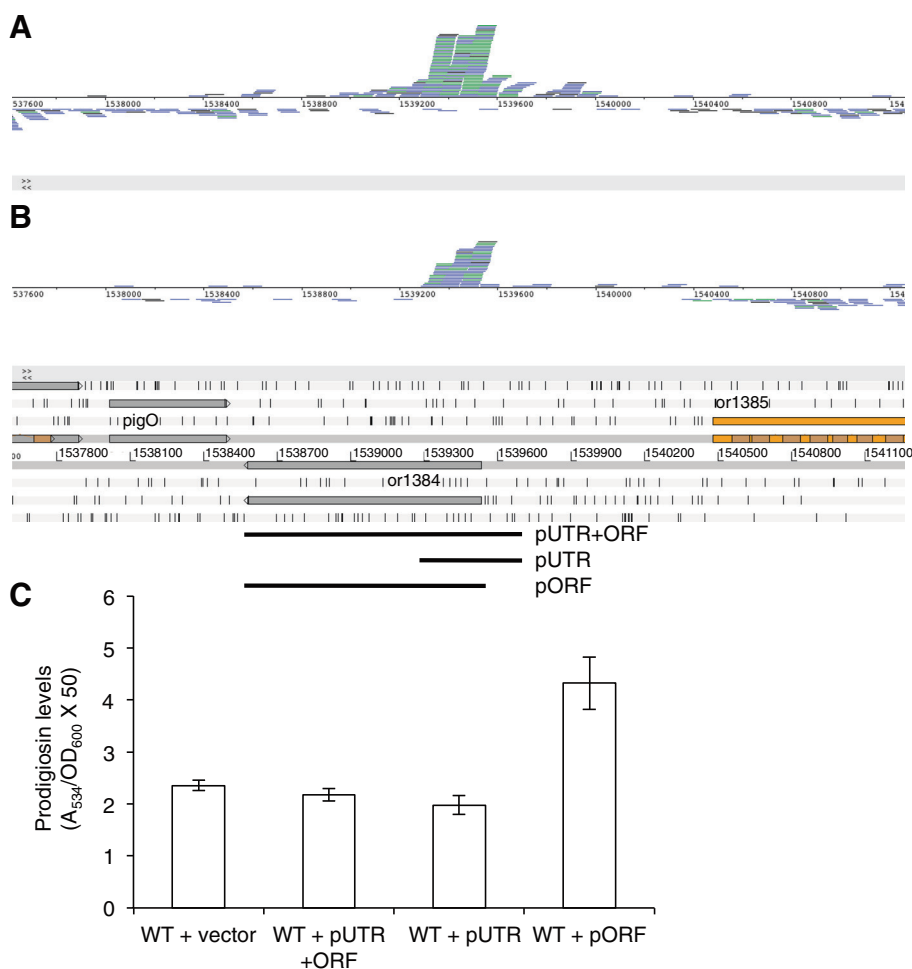 A
537600 1538000 1538400 1538800 1539200 1539600 1540000 1540400 1540800 154
>>
<<
B
537600 1538000 1538400 1538800 1539200 1539600 1540000 1540400 1540800 154
>>
<<
or1385
pigO
00 1537800 1538100 1538400 1538700 1539000 1539300 1539600 1539900 1540200 1540500 1540800 1541100
or1384
pUTR+ORF
pUTR
pORF
C
Prodigiosin levels
(A534/OD600 X 50)
6
5
4
3
2
1
0
WT + vector WT + pUTR WT + pUTR WT + pORF
+ORF